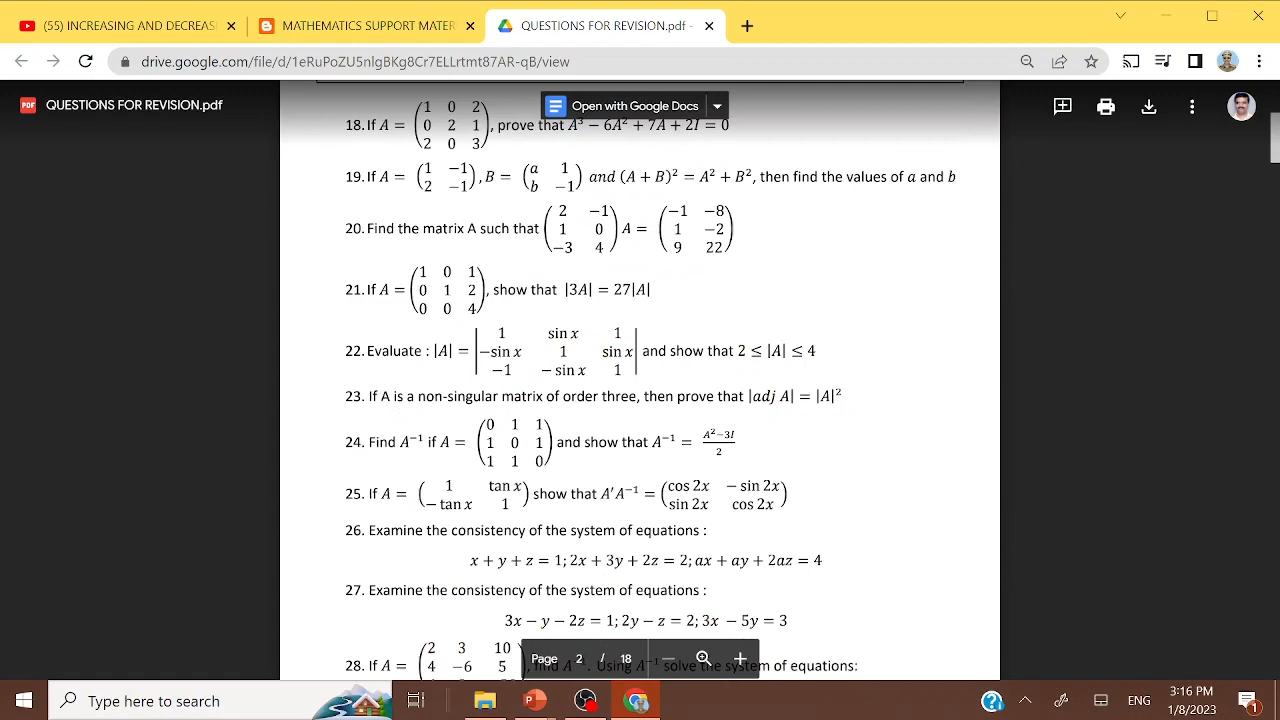 (55) INCREASING AND DECREAS
MATHEMATICS SUPPORT MATER
QUESTIONS FOR REVISION.pdf -
drive.google.com/file/d/1eRuPoZU5nlgBKg8Cr7ELLrtmt87AR-qB/view
PDF QUESTIONS FOR REVISION.pdf
Open with Google Docs
18. If A = (1 0 2
0 2 1
2 0 3), prove that A³ − 6A² + 7A + 2I = 0
19. If A = (1 −1
2 −1), B = (a 1
b −1) and (A + B)² = A² + B², then find the values of a and b
20. Find the matrix A such that (2 −1
1 0
−3 4) A = (−1 −8
1 −2
9 22)
21. If A = (1 0 1
0 1 2
0 0 4), show that |3A| = 27|A|
22. Evaluate : |A| = |1 sin x 1
−sin x 1 sin x
−1 − sin x 1| and show that 2 ≤ |A| ≤ 4
23. If A is a non-singular matrix of order three, then prove that |adj A| = |A|²
24. Find A⁻¹ if A = (0 1 1
1 0 1
1 1 0) and show that A⁻¹ = A²−3I
2
25. If A = (1 tan x
− tan x 1) show that A′A⁻¹ = (cos 2x − sin 2x
sin 2x cos 2x)
26. Examine the consistency of the system of equations :
x + y + z = 1; 2x + 3y + 2z = 2; ax + ay + 2az = 4
27. Examine the consistency of the system of equations :
3x − y − 2z = 1; 2y − z = 2; 3x − 5y = 3
28. If A = (2 3 10
4 −6 5
, find A⁻¹. Using A⁻¹ solve the system of equations:
Page 2 / 18
Type here to search
ENG
3:16 PM
1/8/2023
1